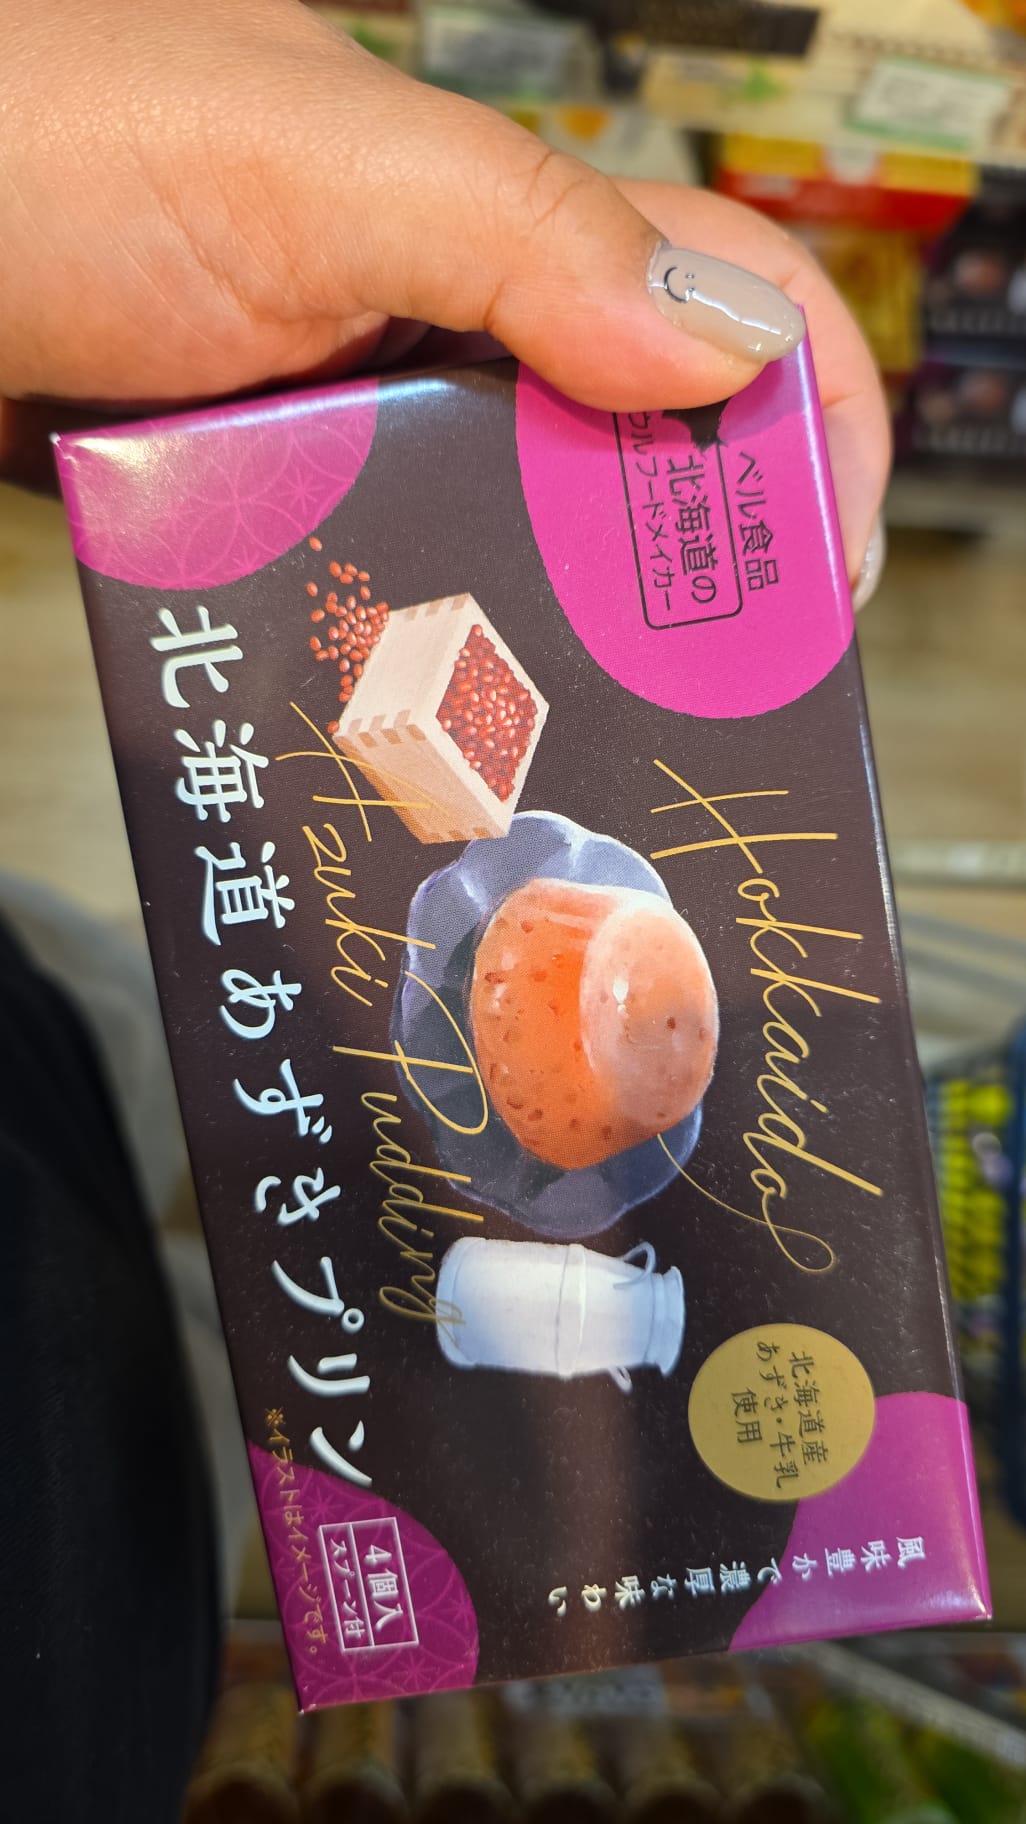 ベル食品
北海道の
ルフードメイカー
Hokkaido
Azuki Pudding
北海道あずきプリン
北海道産
あずき・牛乳
使用
風味豊かで濃厚な味わい
4個入
スプーン付
※イラストはイメージです。